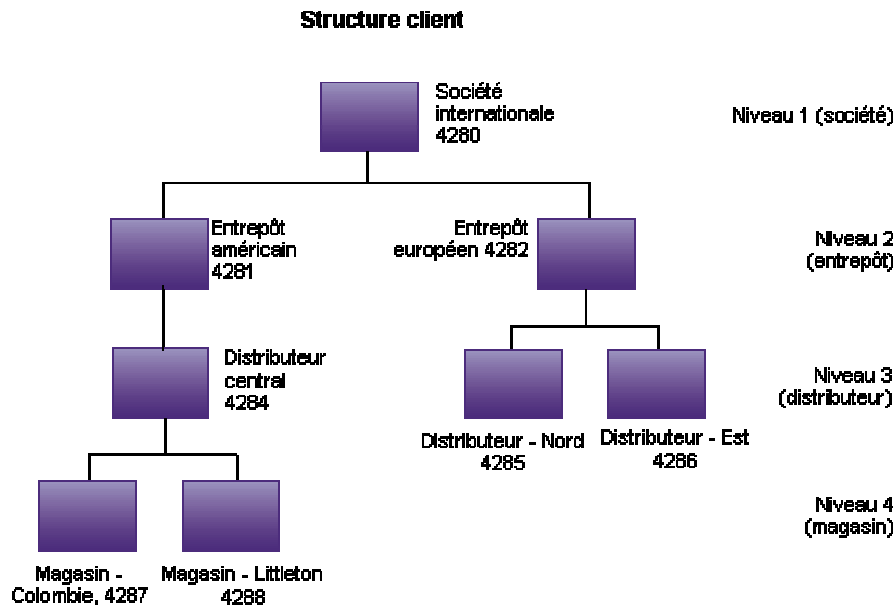 Structure client
Société
internationale
4280
Niveau 1 (société)
Entrepôt
américain
4281
Entrepôt
européen 4282
Niveau 2
(entrepôt)
Distributeur
central
4284
Distributeur - Nord
4285
Distributeur - Est
4286
Niveau 3
(distributeur)
Magasin -
Colombie, 4287
Magasin - Littleton
4288
Niveau 4
(magasin)